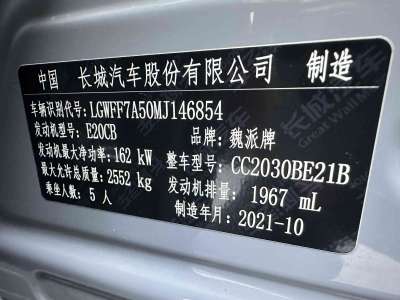 中国 长城汽车股份有限公司 制造
车辆识别代号: LGWFF7A50MJ146854
发动机型号: E20CB 品牌: 魏派牌
发动机最大净功率: 162 kW 整车型号: CC2030BE21B
最大允许总质量: 2552 kg 发动机排量: 1967 mL
乘坐人数: 5 人 制造年月: 2021-10